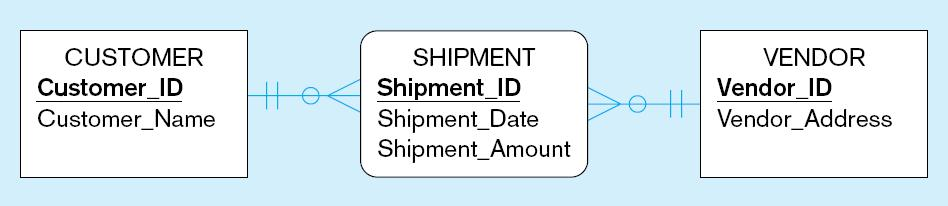 CUSTOMER
Customer_ID
Customer_Name
SHIPMENT
Shipment_ID
Shipment_Date
Shipment_Amount
VENDOR
Vendor_ID
Vendor_Address